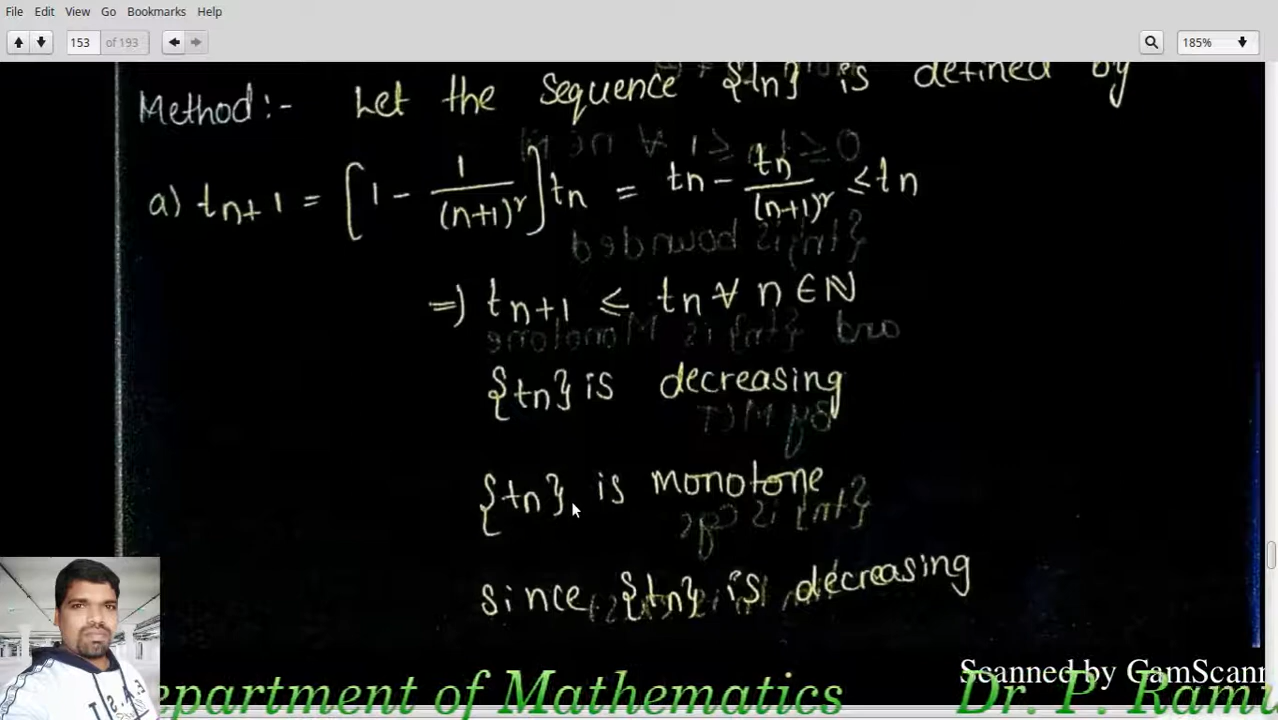 File Edit View Go Bookmarks Help
153 of 193 185%
Method:- Let the sequence {tn} is defined by
a) tn+1 = [1 - 1/(n+1)²] tn = tn - tn/(n+1)² ≤ tn
=) tn+1 ≤ tn ∀ n ∈ ℕ
{tn} is decreasing
{tn} is monotone
since {tn} is decreasing
Scanned by CamScann
epartment of Mathematics Dr. P. Ramu